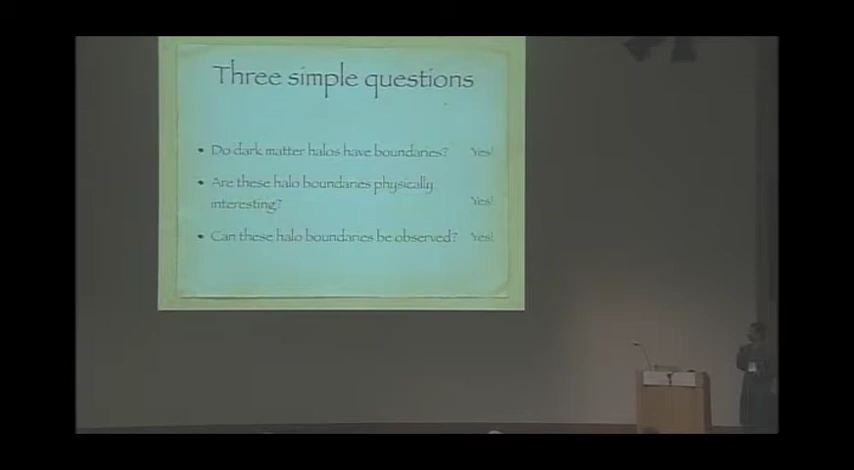 Three simple questions
• Do dark matter halos have boundaries? Yes!
• Are these halo boundaries physically
interesting? Yes!
• Can these halo boundaries be observed? Yes!